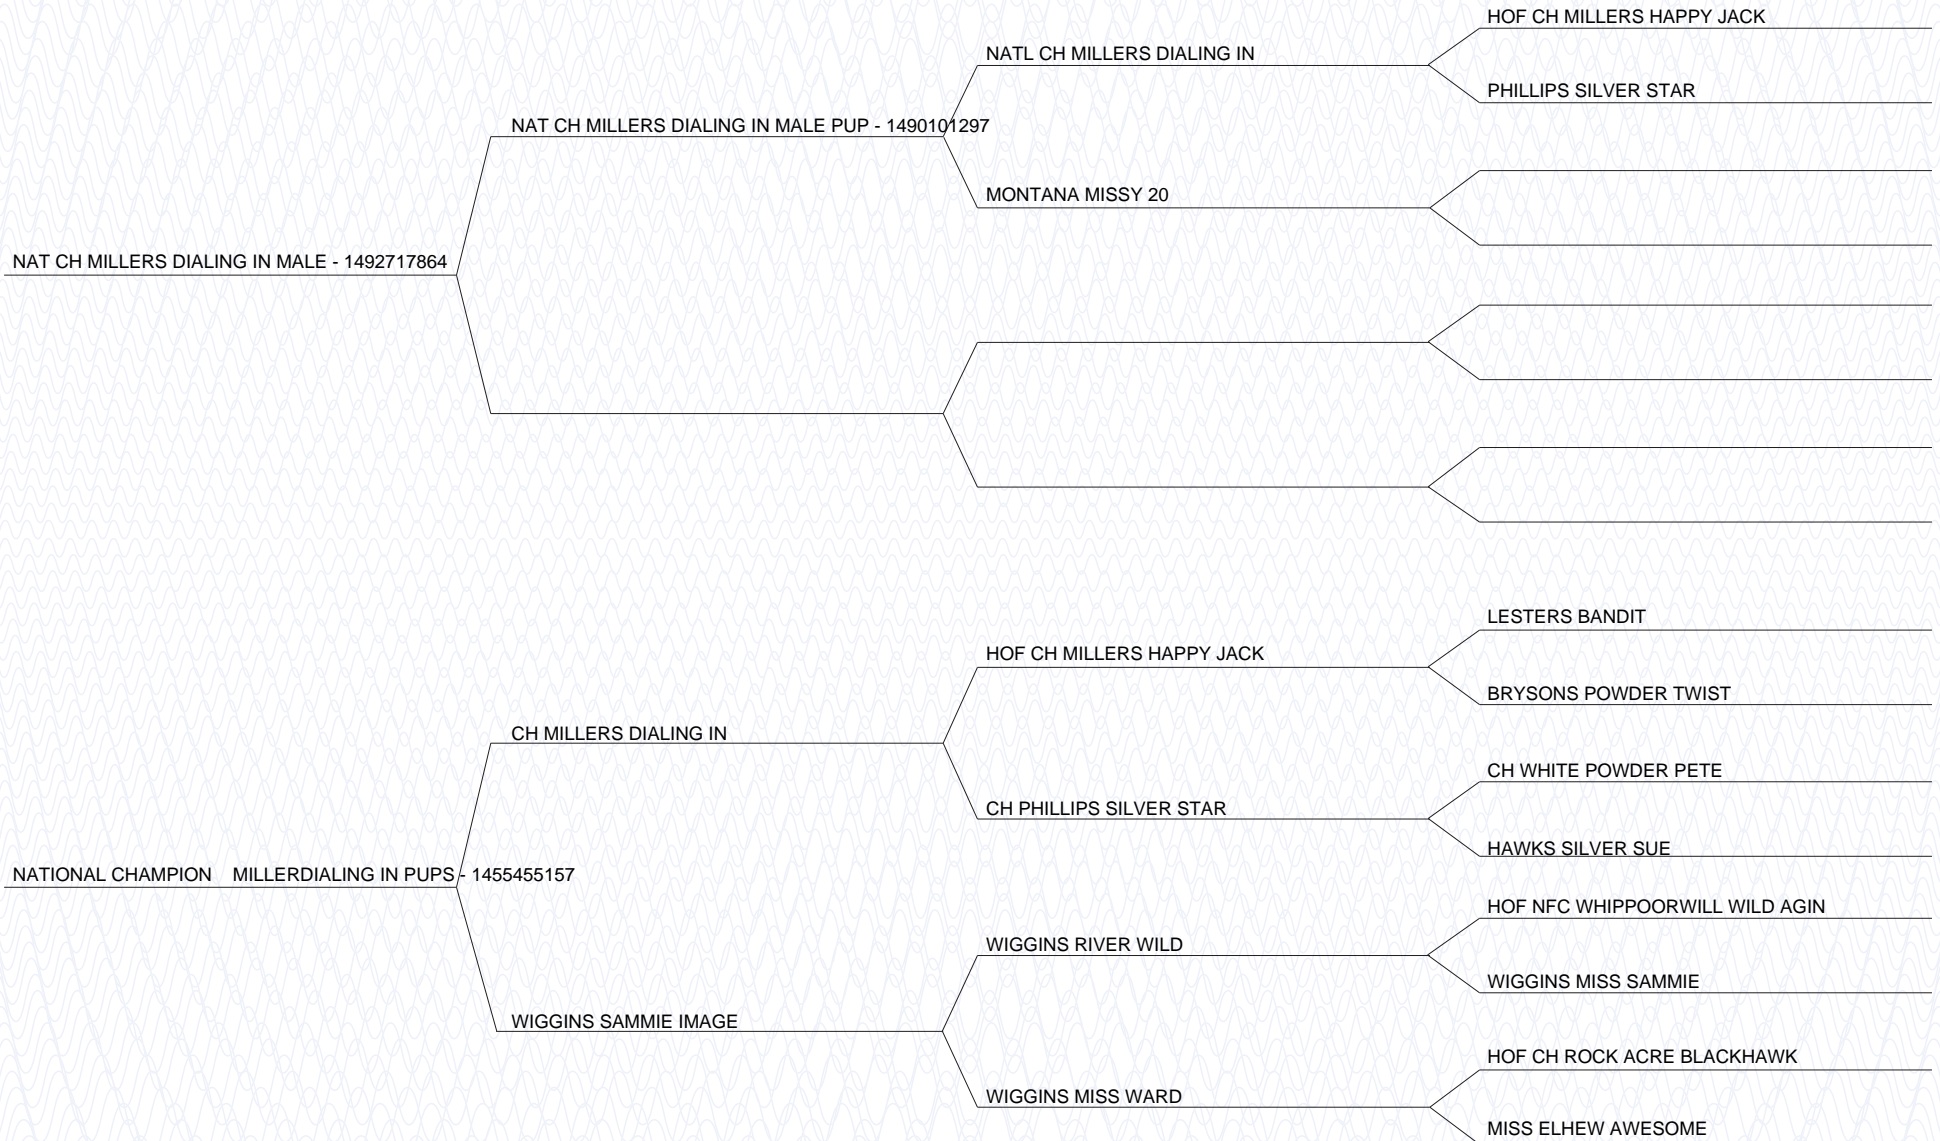 HOF CH MILLERS HAPPY JACK
NATL CH MILLERS DIALING IN
PHILLIPS SILVER STAR
NAT CH MILLERS DIALING IN MALE PUP - 1490101297
MONTANA MISSY 20
NAT CH MILLERS DIALING IN MALE - 1492717864
LESTERS BANDIT
HOF CH MILLERS HAPPY JACK
BRYSONS POWDER TWIST
CH MILLERS DIALING IN
CH WHITE POWDER PETE
CH PHILLIPS SILVER STAR
HAWKS SILVER SUE
NATIONAL CHAMPION    MILLERDIALING IN PUPS - 1455455157
HOF NFC WHIPPOORWILL WILD AGIN
WIGGINS RIVER WILD
WIGGINS MISS SAMMIE
WIGGINS SAMMIE IMAGE
HOF CH ROCK ACRE BLACKHAWK
WIGGINS MISS WARD
MISS ELHEW AWESOME